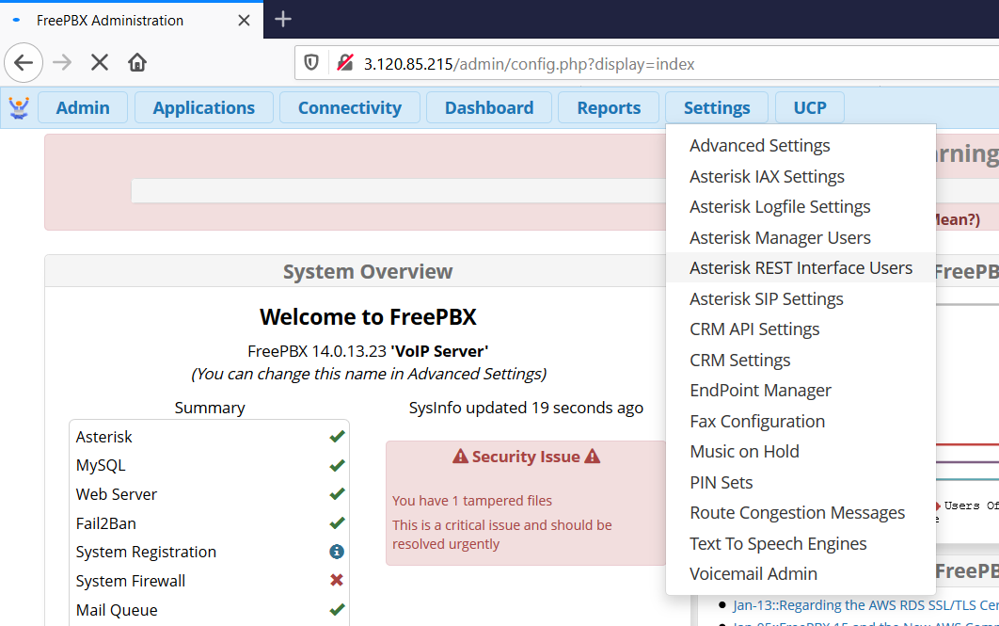 FreePBX Administration
3.120.85.215/admin/config.php?display=index
Admin
Applications
Connectivity
Dashboard
Reports
Settings
UCP
Advanced Settings
Asterisk IAX Settings
Asterisk Logfile Settings
Asterisk Manager Users
Asterisk REST Interface Users
Asterisk SIP Settings
CRM API Settings
CRM Settings
EndPoint Manager
Fax Configuration
Music on Hold
PIN Sets
Route Congestion Messages
Text To Speech Engines
Voicemail Admin
System Overview
Welcome to FreePBX
FreePBX 14.0.13.23 'VoIP Server'
(You can change this name in Advanced Settings)
Summary
Asterisk
MySQL
Web Server
Fail2Ban
System Registration
System Firewall
Mail Queue
SysInfo updated 19 seconds ago
Security Issue
You have 1 tampered files
This is a critical issue and should be
resolved urgently
Users Of
Jan-13::Regarding the AWS RDS SSL/TLS Cer